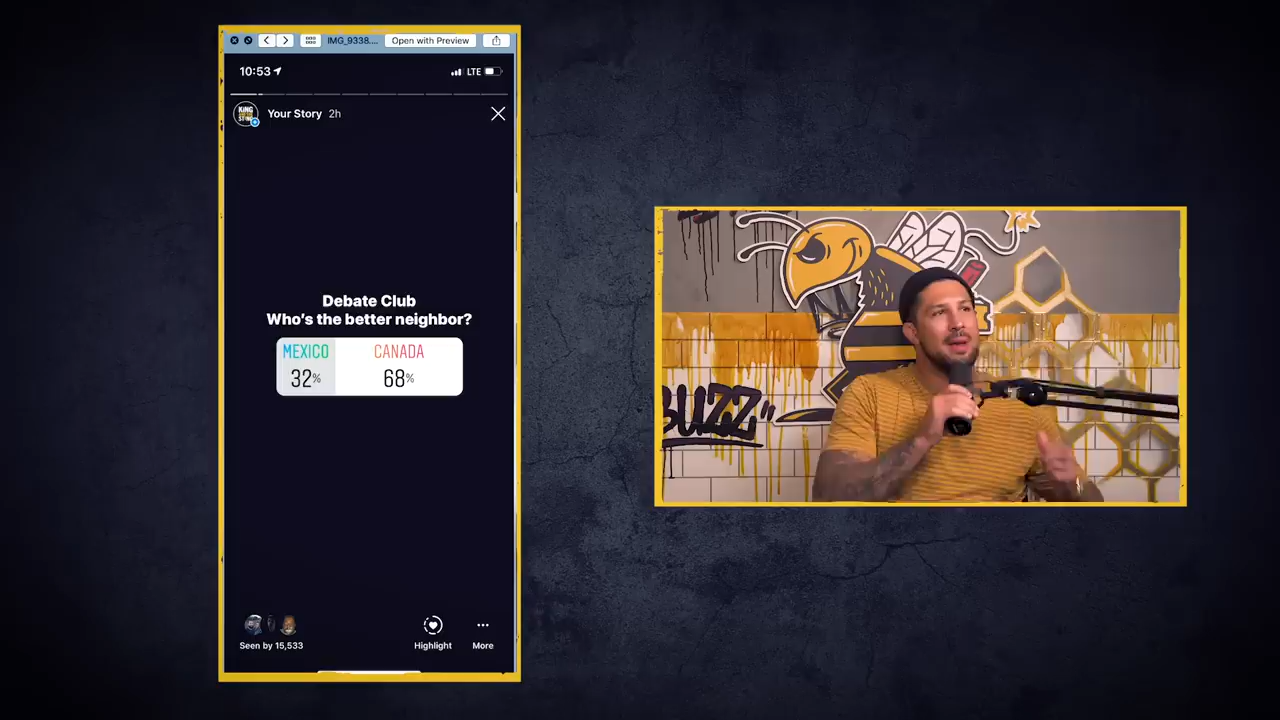 IMG_9338....
Open with Preview
10:53
LTE
KING
Your Story 2h
Debate Club
Who's the better neighbor?
MEXICO
CANADA
32%
68%
Seen by 15,533
Highlight
More
BUZZ"